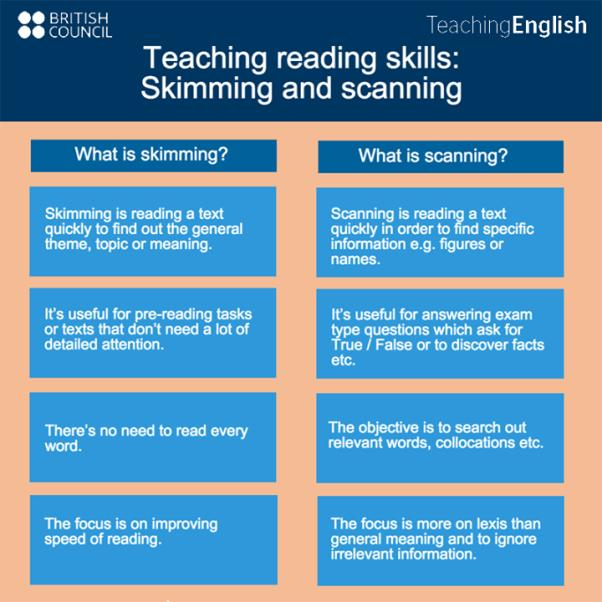 BRITISH
COUNCIL
TeachingEnglish
Teaching reading skills:
Skimming and scanning
What is skimming?
Skimming is reading a text
quickly to find out the general
theme, topic or meaning.
It's useful for pre-reading tasks
or texts that don't need a lot of
detailed attention.
There's no need to read every
word.
The focus is on improving
speed of reading.
What is scanning?
Scanning is reading a text
quickly in order to find specific
information e.g. figures or
names.
It's useful for answering exam
type questions which ask for
True / False or to discover facts
etc.
The objective is to search out
relevant words, collocations etc.
The focus is more on lexis than
general meaning and to ignore
irrelevant information.